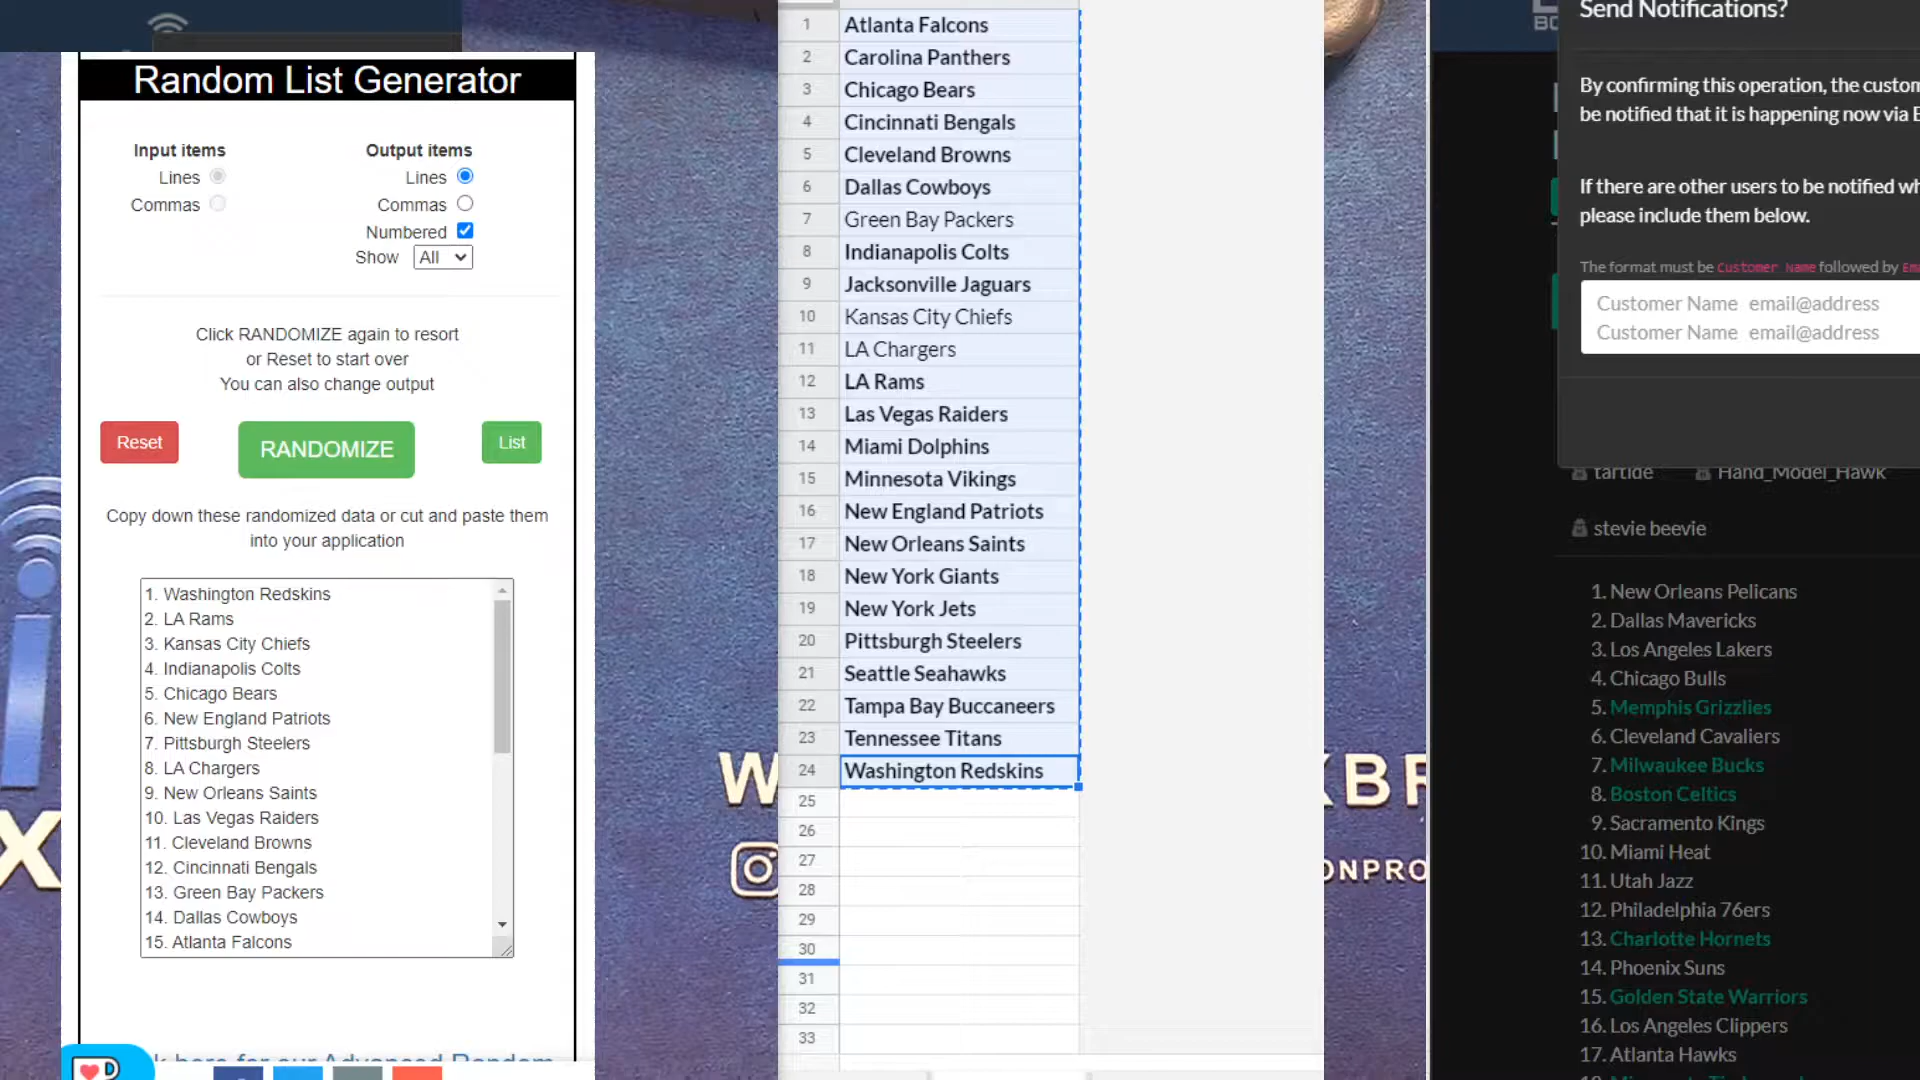 Random List Generator
Input items
Lines
Commas
Output items
Lines
Commas
Numbered
Show All
Click RANDOMIZE again to resort
or Reset to start over
You can also change output
Reset
RANDOMIZE
List
Copy down these randomized data or cut and paste them
into your application
1. Washington Redskins
2. LA Rams
3. Kansas City Chiefs
4. Indianapolis Colts
5. Chicago Bears
6. New England Patriots
7. Pittsburgh Steelers
8. LA Chargers
9. New Orleans Saints
10. Las Vegas Raiders
11. Cleveland Browns
12. Cincinnati Bengals
13. Green Bay Packers
14. Dallas Cowboys
15. Atlanta Falcons
here for our Advanced Random
1 Atlanta Falcons
2 Carolina Panthers
3 Chicago Bears
4 Cincinnati Bengals
5 Cleveland Browns
6 Dallas Cowboys
7 Green Bay Packers
8 Indianapolis Colts
9 Jacksonville Jaguars
10 Kansas City Chiefs
11 LA Chargers
12 LA Rams
13 Las Vegas Raiders
14 Miami Dolphins
15 Minnesota Vikings
16 New England Patriots
17 New Orleans Saints
18 New York Giants
19 New York Jets
20 Pittsburgh Steelers
21 Seattle Seahawks
22 Tampa Bay Buccaneers
23 Tennessee Titans
24 Washington Redskins
25
26
27
28
29
30
31
32
33
Send Notifications?
By confirming this operation, the custom
be notified that it is happening now via E
If there are other users to be notified wh
please include them below.
The format must be Customer Name followed by Ema
Customer Name email@address
Customer Name email@address
tartide Hand_Model_Hawk
stevie beevie
1. New Orleans Pelicans
2. Dallas Mavericks
3. Los Angeles Lakers
4. Chicago Bulls
5. Memphis Grizzlies
6. Cleveland Cavaliers
7. Milwaukee Bucks
8. Boston Celtics
9. Sacramento Kings
10. Miami Heat
11. Utah Jazz
12. Philadelphia 76ers
13. Charlotte Hornets
14. Phoenix Suns
15. Golden State Warriors
16. Los Angeles Clippers
17. Atlanta Hawks